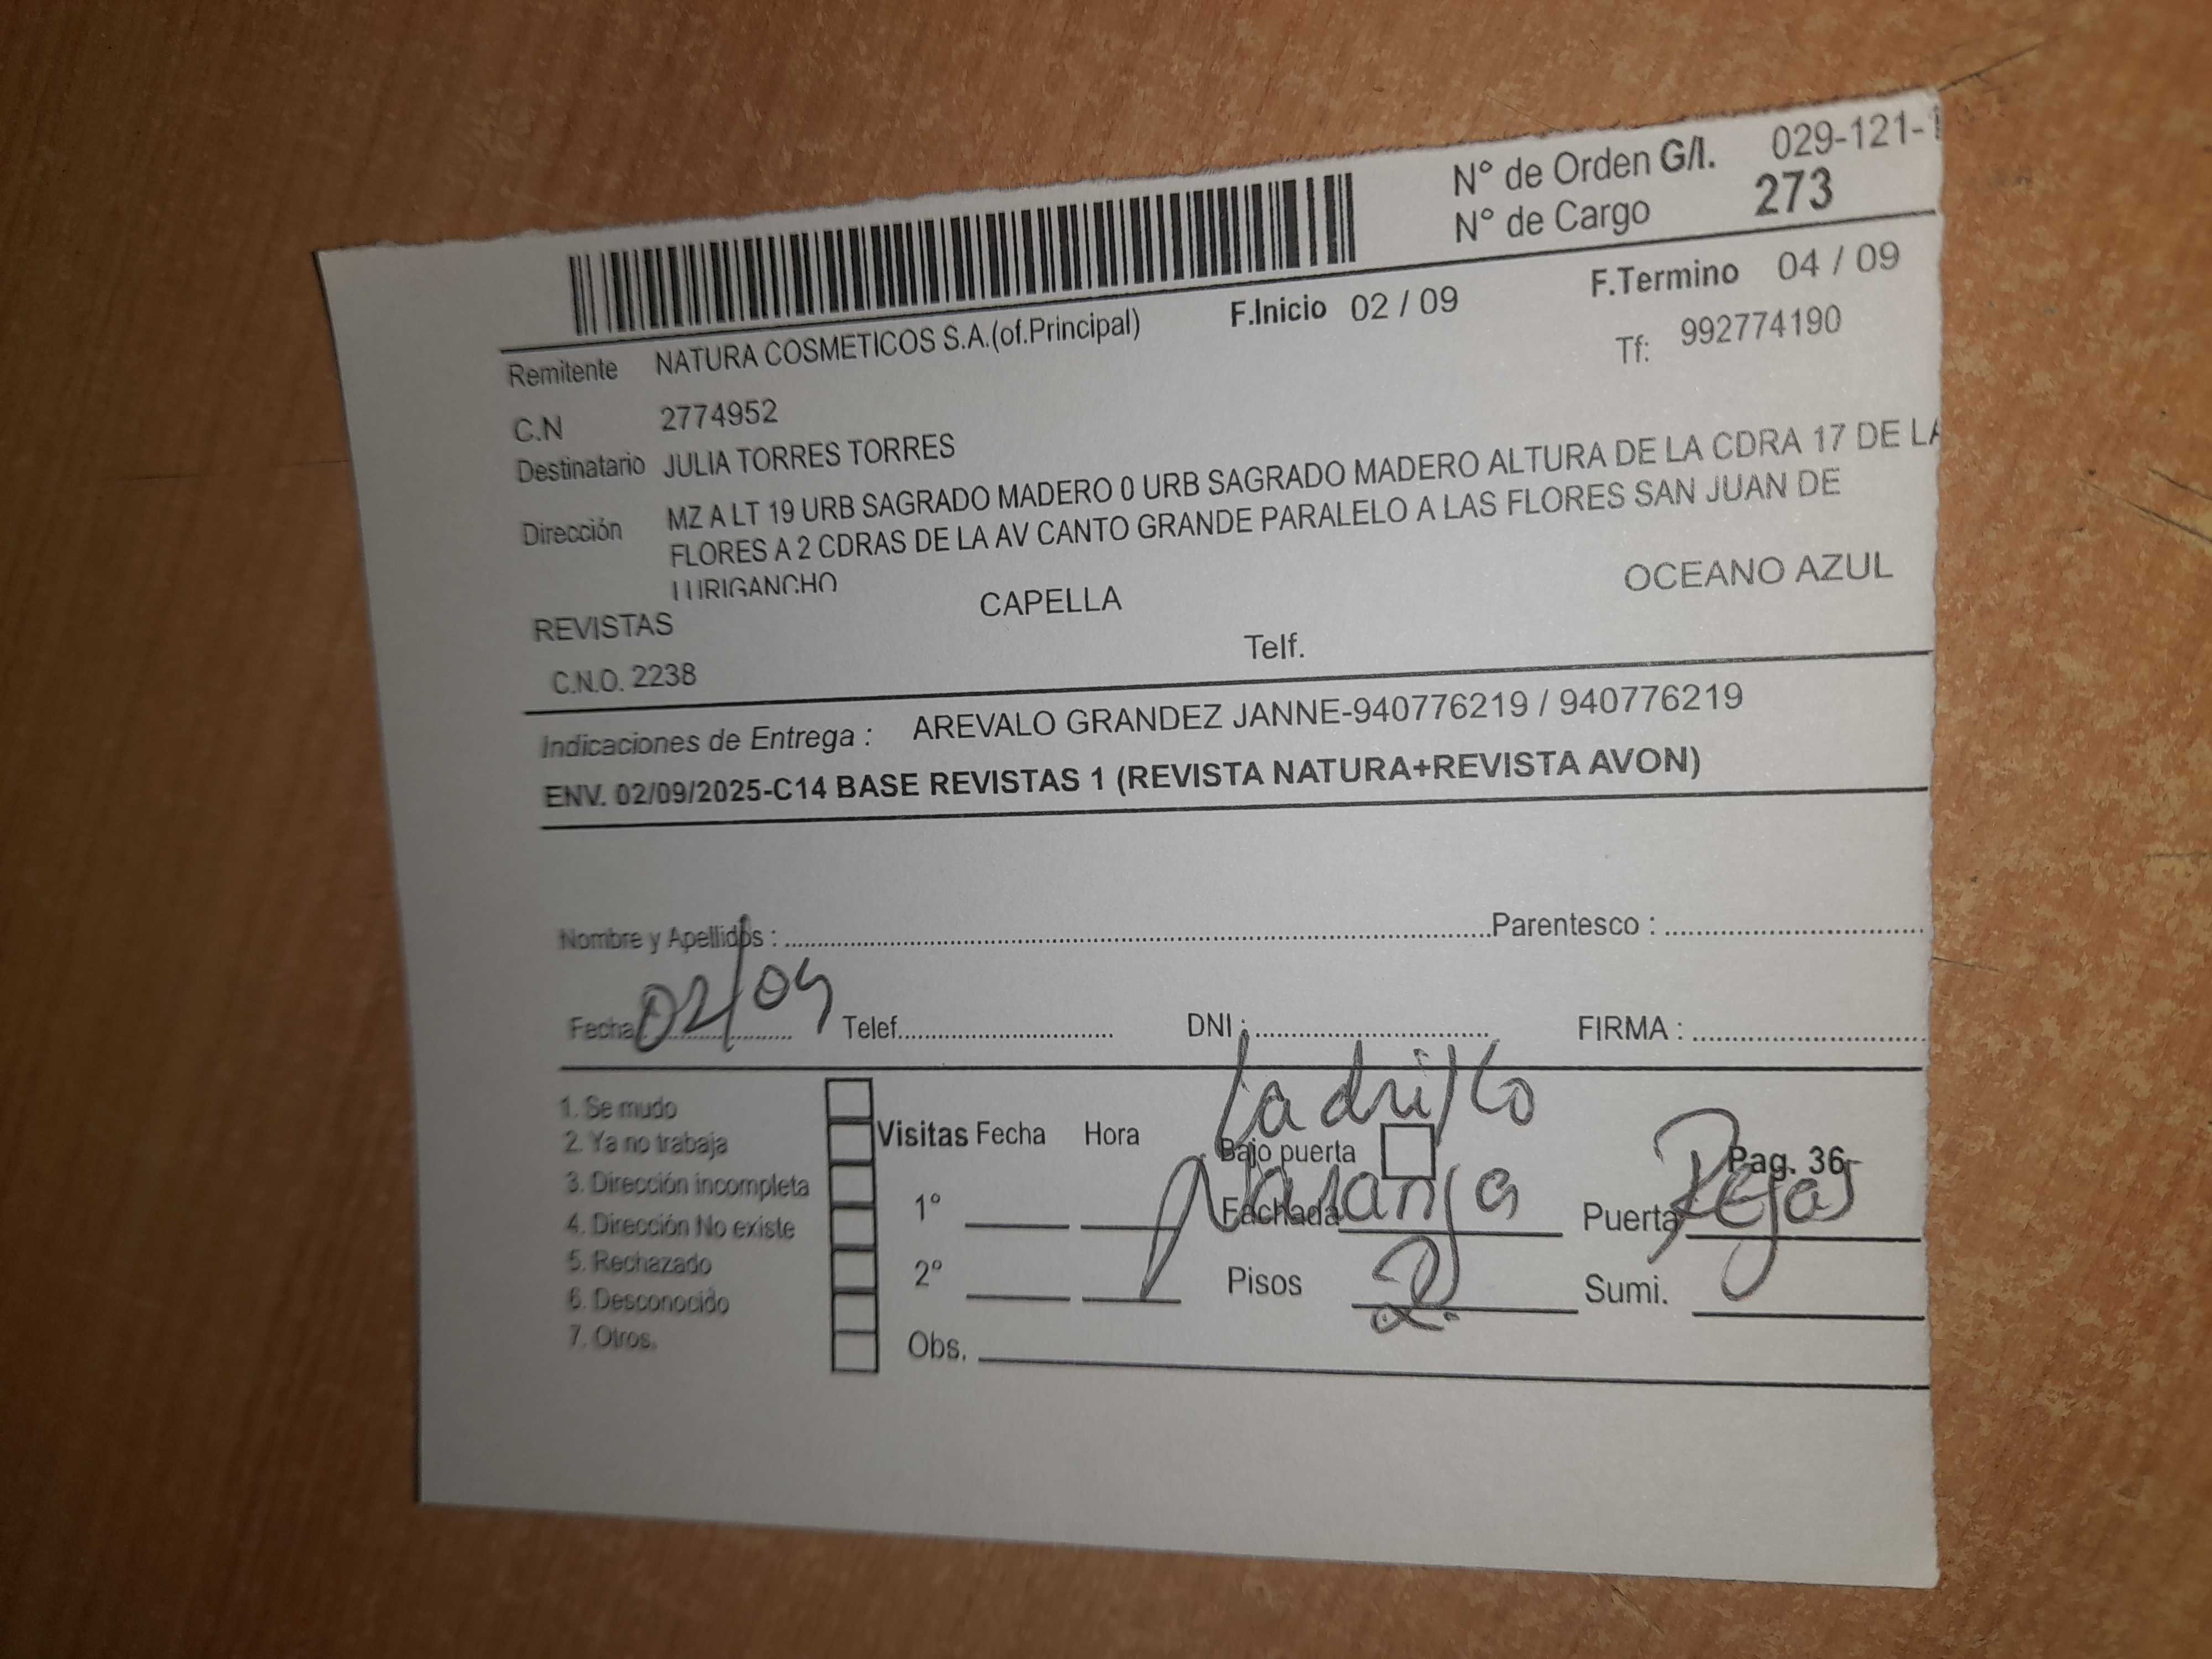 Nº de Orden G/I. 029-121-
Nº de Cargo 273
F.Inicio 02 / 09 F.Termino 04 / 09
Remitente NATURA COSMETICOS S.A.(of.Principal) Tf: 992774190
C.N 2774952
Destinatario JULIA TORRES TORRES
Dirección MZ A LT 19 URB SAGRADO MADERO 0 URB SAGRADO MADERO ALTURA DE LA CDRA 17 DE LA
FLORES A 2 CDRAS DE LA AV CANTO GRANDE PARALELO A LAS FLORES SAN JUAN DE
LURIGANCHO
REVISTAS CAPELLA OCEANO AZUL
C.N.O. 2238 Telf.
Indicaciones de Entrega : AREVALO GRANDEZ JANNE-940776219 / 940776219
ENV. 02/09/2025-C14 BASE REVISTAS 1 (REVISTA NATURA+REVISTA AVON)
Nombre y Apellidos : Parentesco :
Fecha 02/09 Telef. DNI : FIRMA :
Ladrillo
1. Se mudo
2. Ya no trabaja Visitas Fecha Hora Bajo puerta Pag. 36
3. Dirección incompleta
4. Dirección No existe 1º Fachada Naranja Puerta Rejas
5. Rechazado 2º Pisos 2
6. Desconocido Sumi.
7. Otros. Obs.